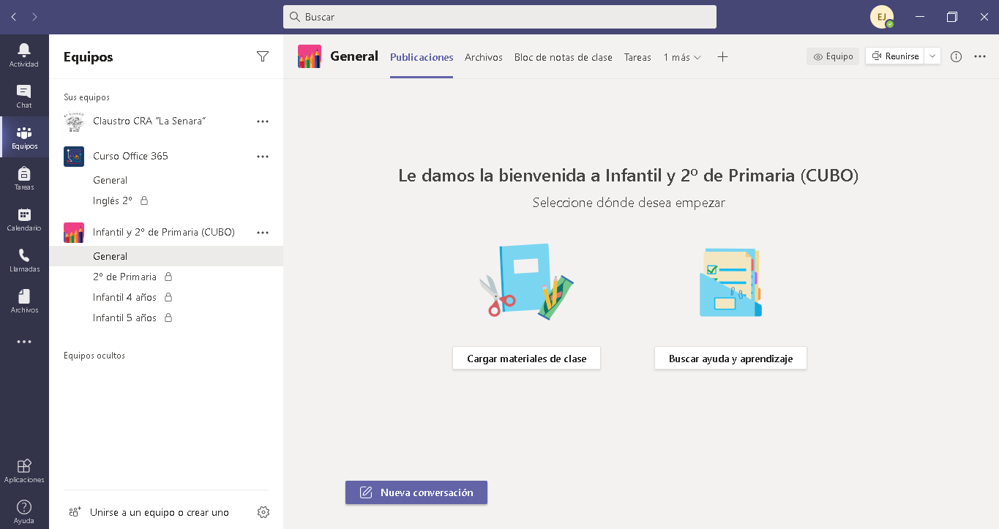 Buscar
EJ
Actividad
Chat
Equipos
Tareas
Calendario
Llamadas
Archivos
Aplicaciones
Ayuda
Equipos
Sus equipos
Claustro CRA "La Senara"
Curso Office 365
General
Inglés 2º
Infantil y 2º de Primaria (CUBO)
General
2º de Primaria
Infantil 4 años
Infantil 5 años
Equipos ocultos
Unirse a un equipo o crear uno
General Publicaciones Archivos Bloc de notas de clase Tareas 1 más
Equipo Reunirse
Le damos la bienvenida a Infantil y 2º de Primaria (CUBO)
Seleccione dónde desea empezar
Cargar materiales de clase
Buscar ayuda y aprendizaje
Nueva conversación